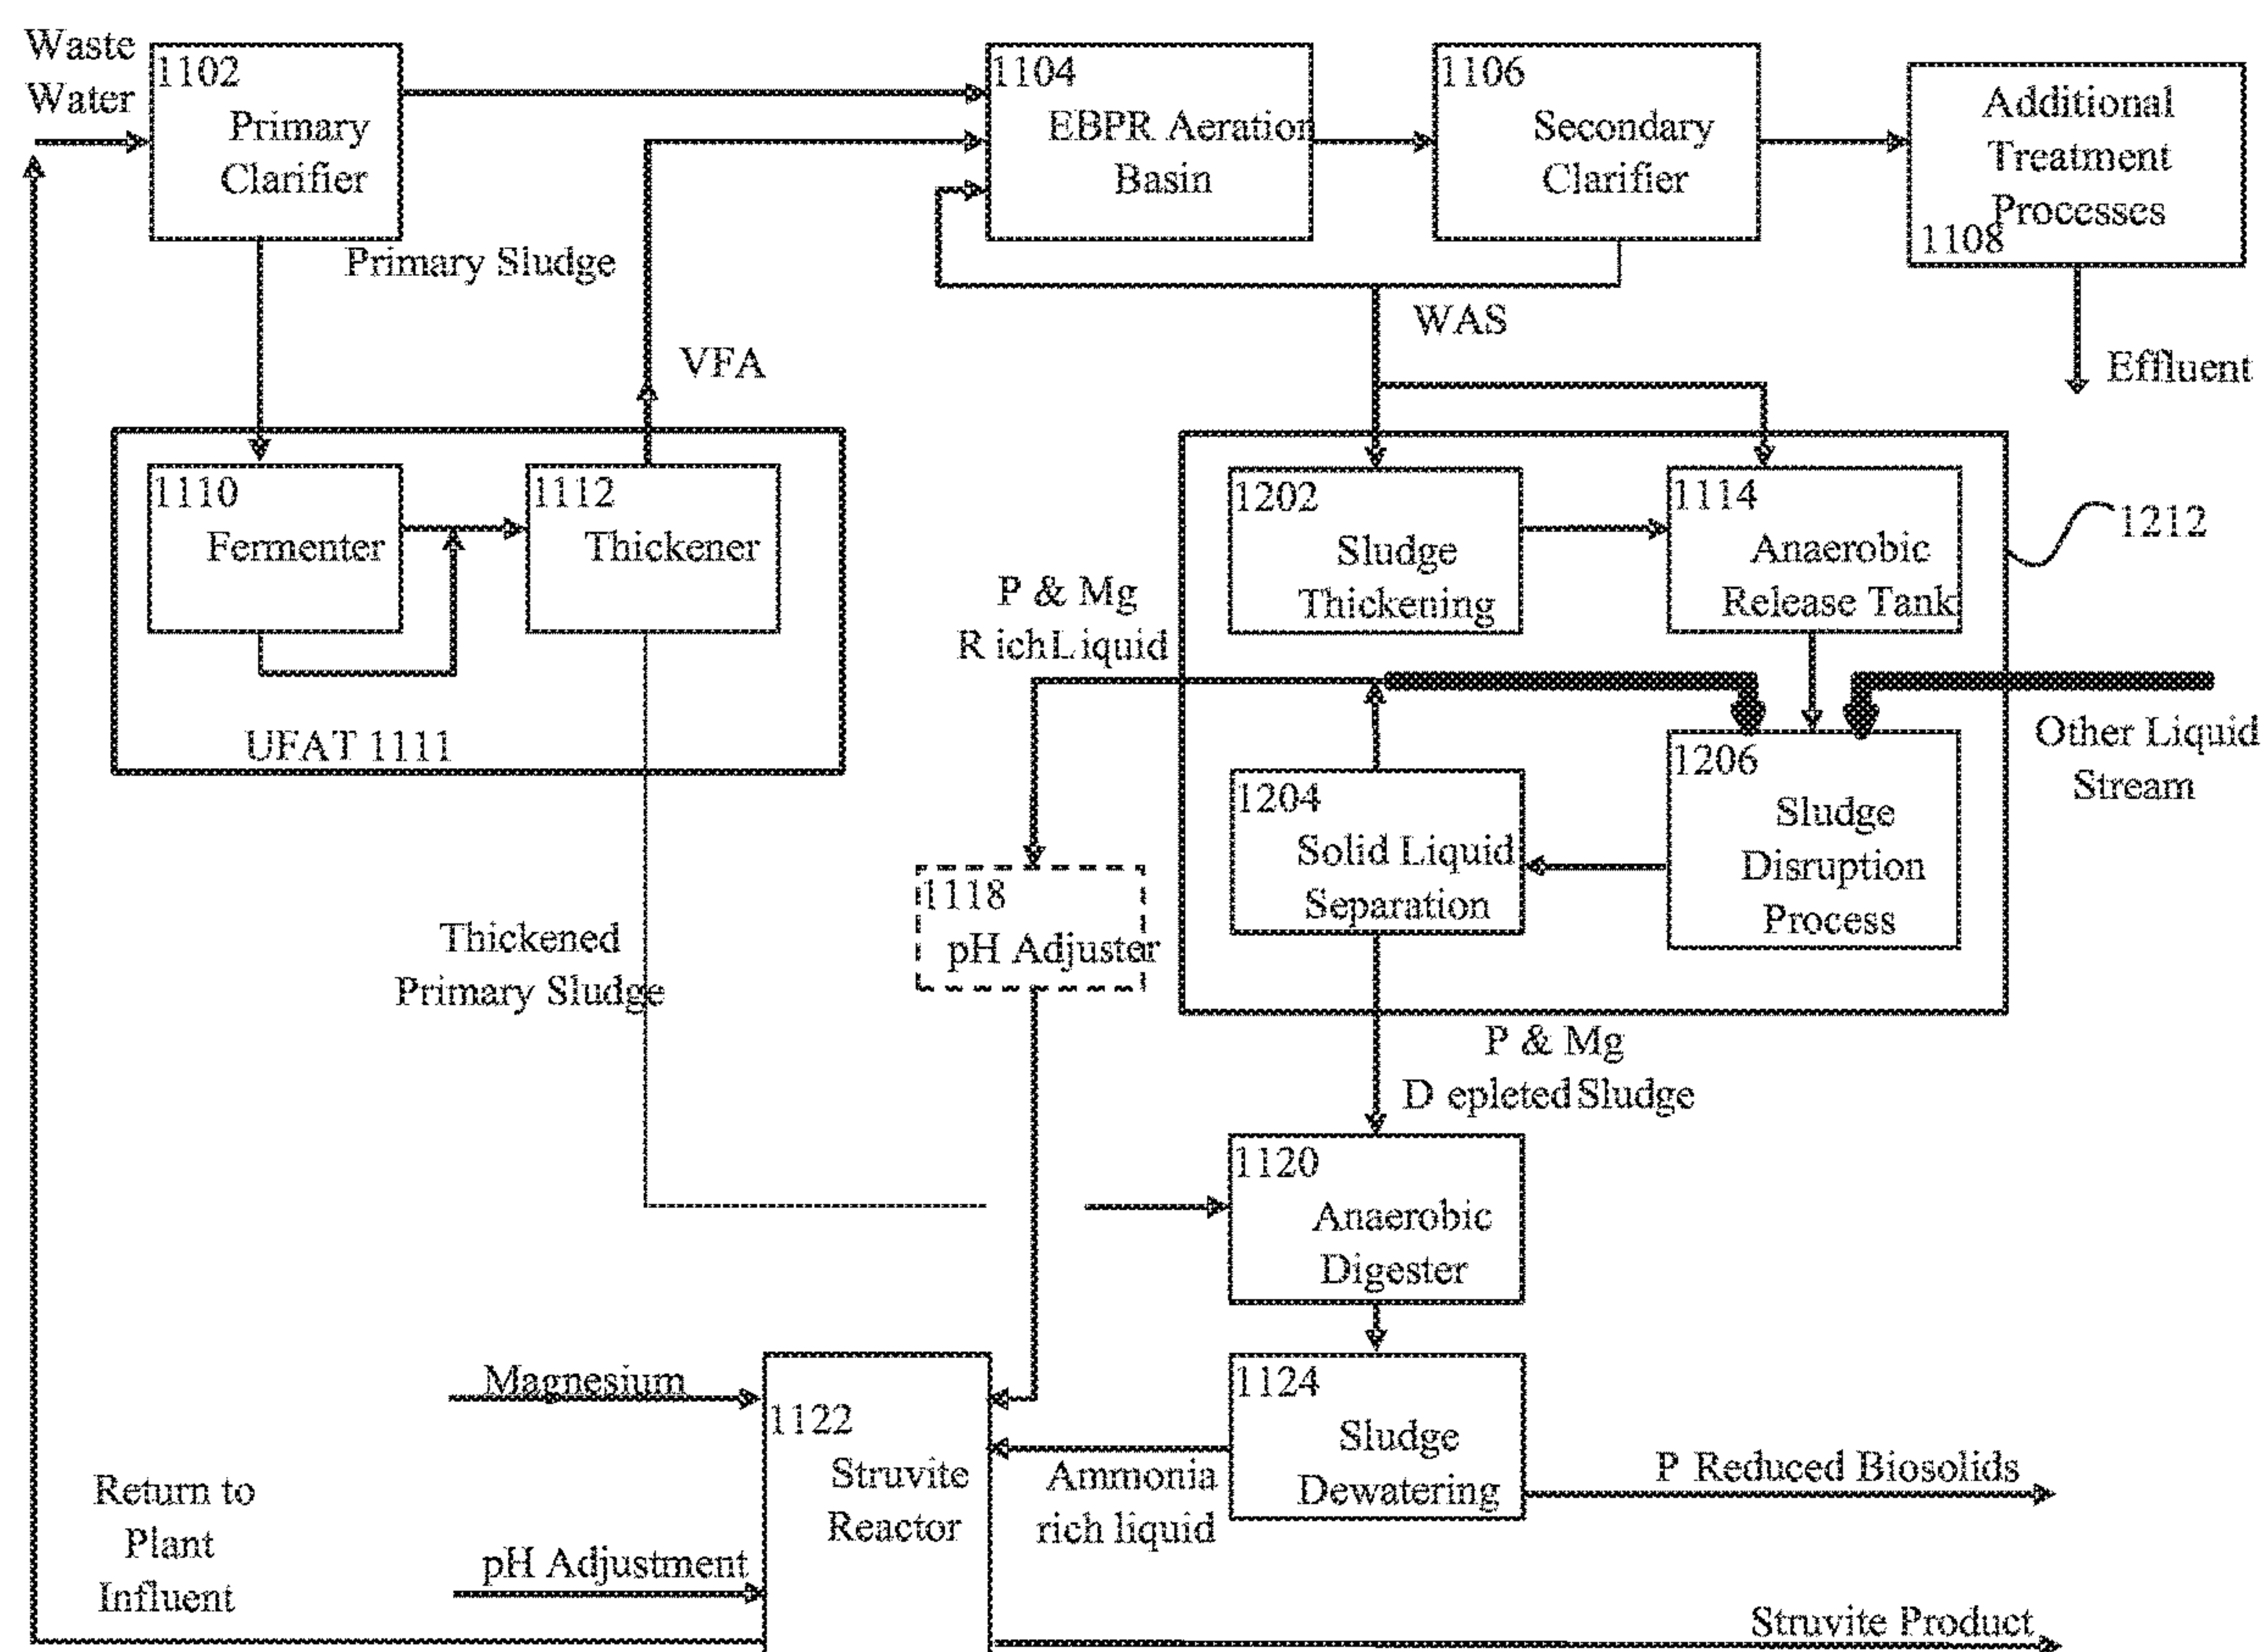 Waste
Water
1102
Primary
Clarifier
1104
EBPR Aeration
Basin
1106
Secondary
Clarifier
Additional
Treatment
Processes
1108
Primary Sludge
WAS
VFA
Effluent
1110
Fermenter
1112
Thickener
UFAT 1111
1202
Sludge
Thickening
1114
Anaerobic
Release Tank
1212
P & Mg
R ich Liquid
Other Liquid
Stream
1204
Solid Liquid
Separation
1206
Sludge
Disruption
Process
1118
pH Adjuster
Thickened
Primary Sludge
P & Mg
D epleted Sludge
1120
Anaerobic
Digester
Magnesium
1122
Struvite
Reactor
1124
Sludge
Dewatering
Ammonia
rich liquid
P Reduced Biosolids
Return to
Plant
Influent
pH Adjustment
Struvite Product